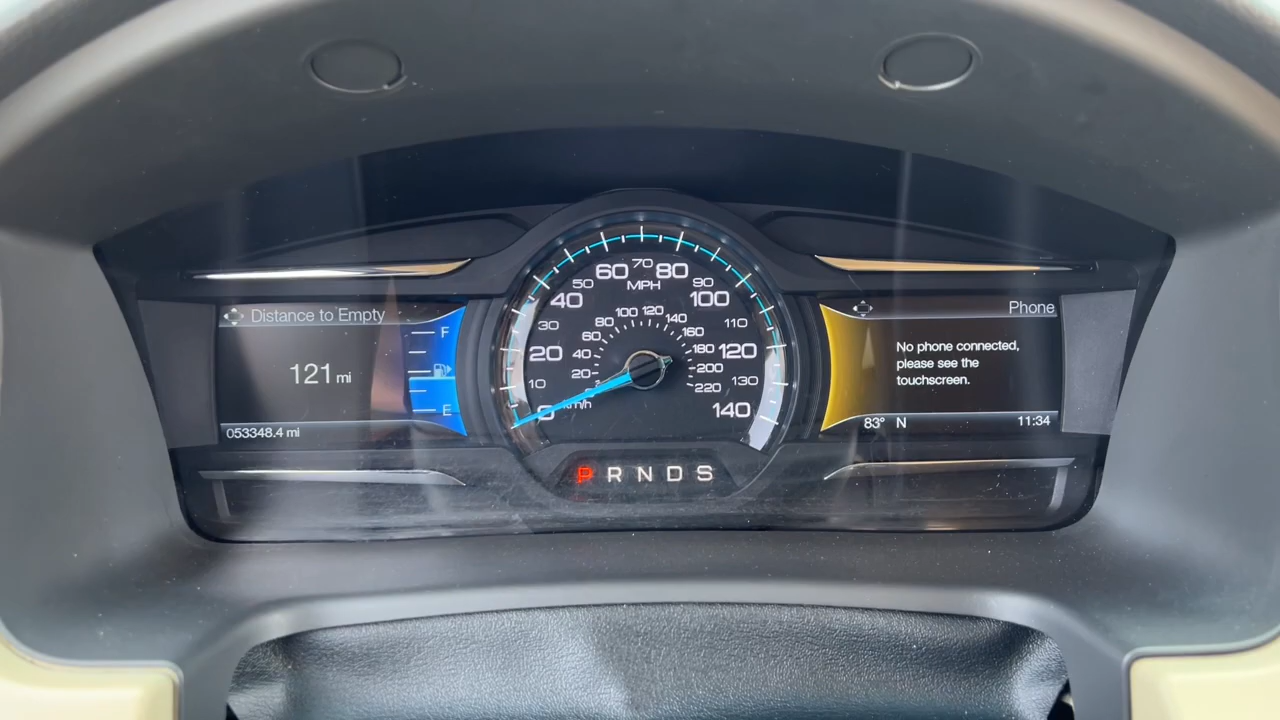 Distance to Empty
121 mi
F
E
053348.4 mi
0
10
20
30
40
50
60
70
80
90
100
110
120
130
140
MPH
20
40
60
80
100
120
140
160
180
200
220
km/h
P R N D S
Phone
No phone connected,
please see the
touchscreen.
83° N
11:34